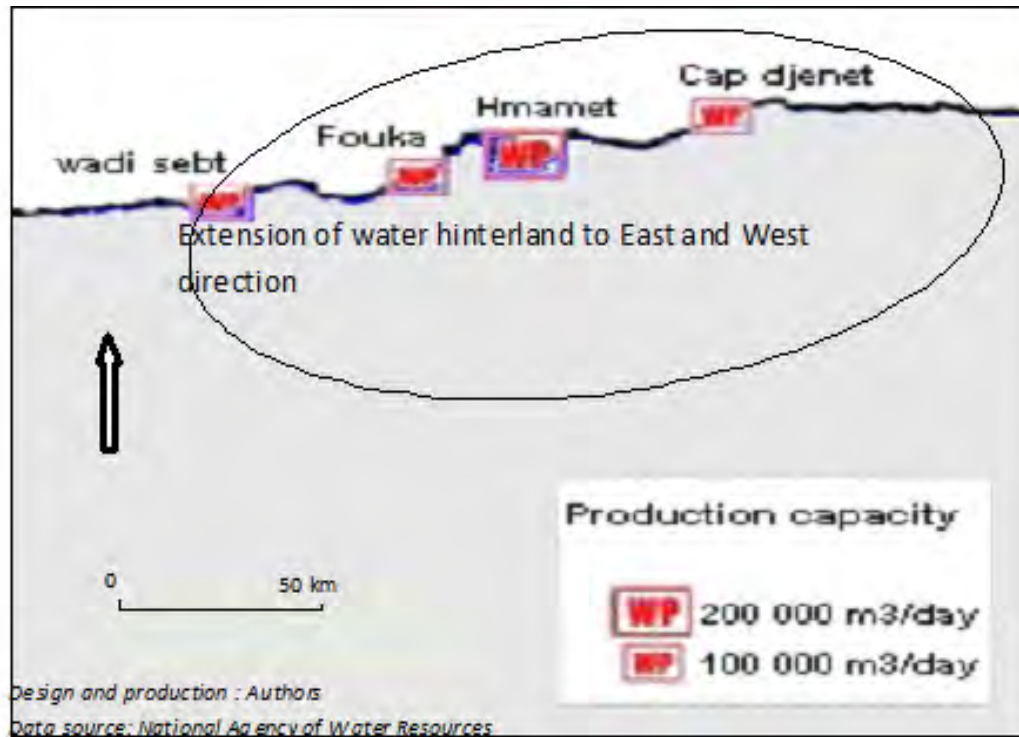 Cap djenet
Hmamet
Fouka
wadi sebt
WP
WP
WP
WP
Extension of water hinterland to East and West
direction
Production capacity
WP 200 000 m3/day
WP 100 000 m3/day
0 50 km
Design and production : Authors
Data source: National Agency of Water Resources